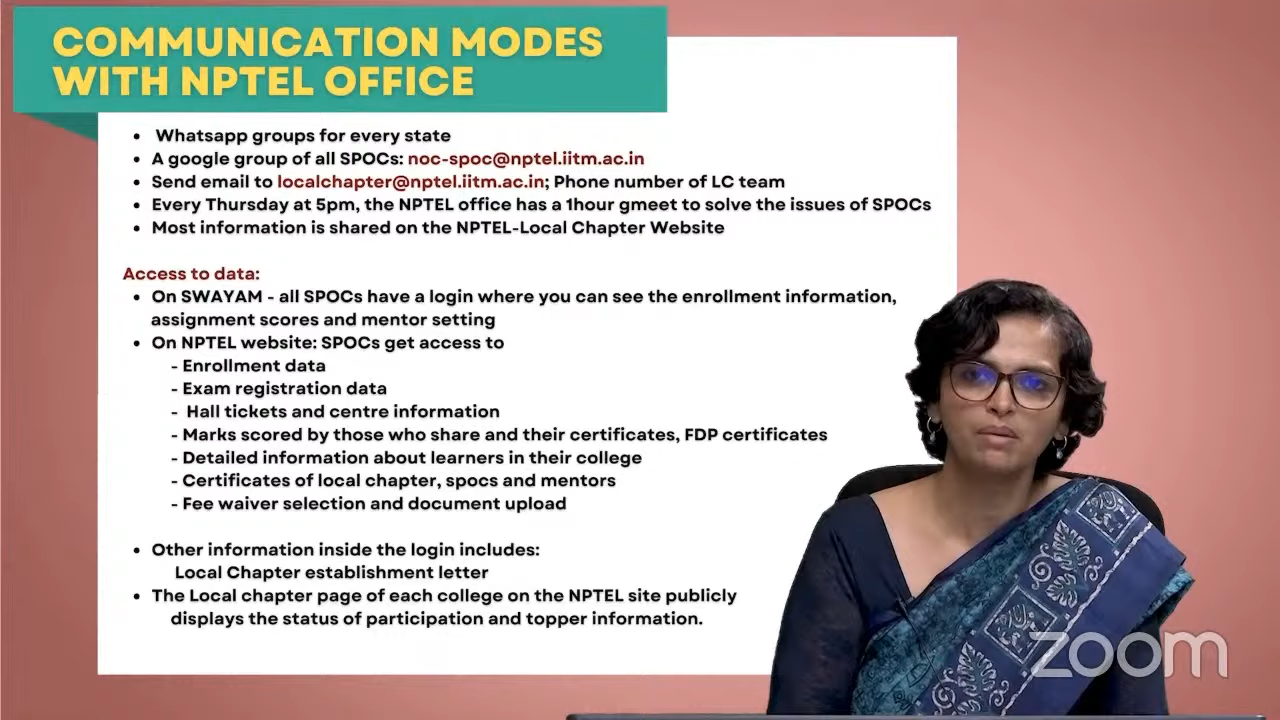 COMMUNICATION MODES
WITH NPTEL OFFICE
• Whatsapp groups for every state
• A google group of all SPOCs: noc-spoc@nptel.iitm.ac.in
• Send email to localchapter@nptel.iitm.ac.in; Phone number of LC team
• Every Thursday at 5pm, the NPTEL office has a 1hour gmeet to solve the issues of SPOCs
• Most information is shared on the NPTEL-Local Chapter Website
Access to data:
• On SWAYAM - all SPOCs have a login where you can see the enrollment information,
assignment scores and mentor setting
• On NPTEL website: SPOCs get access to
- Enrollment data
- Exam registration data
- Hall tickets and centre information
- Marks scored by those who share and their certificates, FDP certificates
- Detailed information about learners in their college
- Certificates of local chapter, spocs and mentors
- Fee waiver selection and document upload
• Other information inside the login includes:
Local Chapter establishment letter
• The Local chapter page of each college on the NPTEL site publicly
displays the status of participation and topper information.
zoom